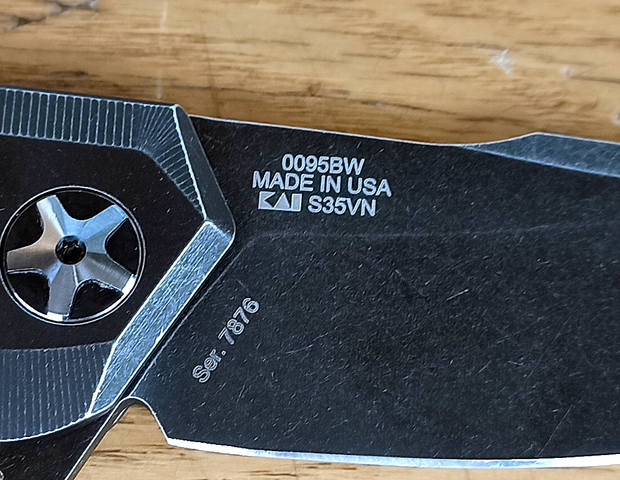 0095BW
MADE IN USA
KAI S35VN
Ser. 7876